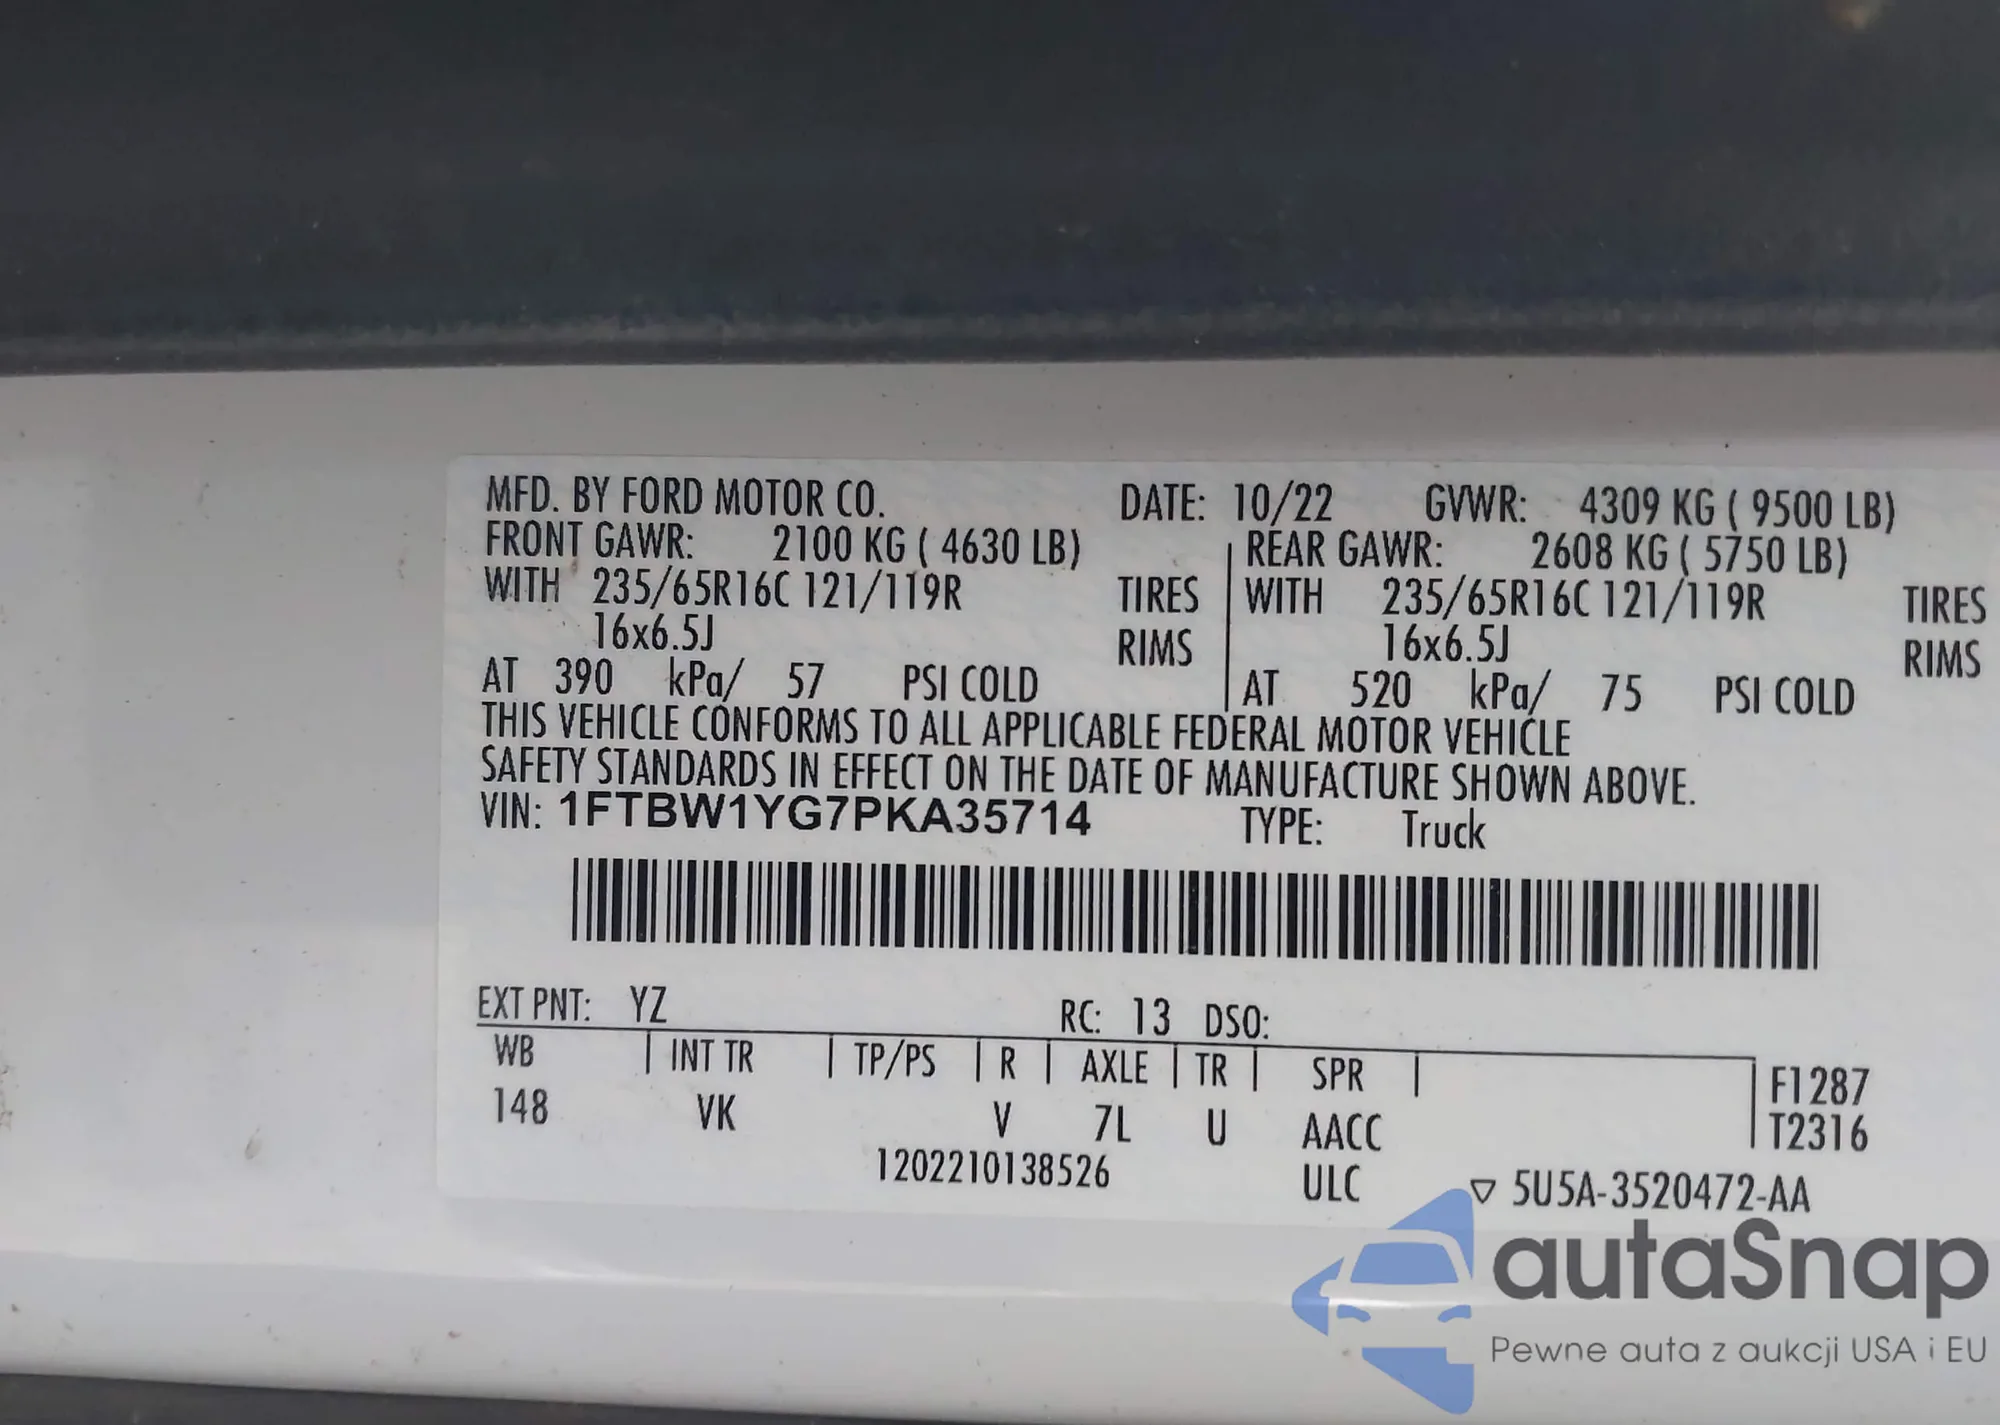 MFD. BY FORD MOTOR CO. DATE: 10/22 GVWR: 4309 KG ( 9500 LB)
FRONT GAWR: 2100 KG ( 4630 LB) REAR GAWR: 2608 KG ( 5750 LB)
WITH 235/65R16C 121/119R TIRES WITH 235/65R16C 121/119R TIRES
16x6.5J RIMS 16x6.5J RIMS
AT 390 kPa/ 57 PSI COLD AT 520 kPa/ 75 PSI COLD
THIS VEHICLE CONFORMS TO ALL APPLICABLE FEDERAL MOTOR VEHICLE
SAFETY STANDARDS IN EFFECT ON THE DATE OF MANUFACTURE SHOWN ABOVE.
VIN: 1FTBW1YG7PKA35714 TYPE: Truck
EXT PNT: YZ RC: 13 DSO:
WB INT TR TP/PS R AXLE TR SPR F1287
148 VK V 7L U AACC T2316
1202210138526 ULC ▽ 5U5A-3520472-AA
autaSnap
Pewne auta z aukcji USA i EU